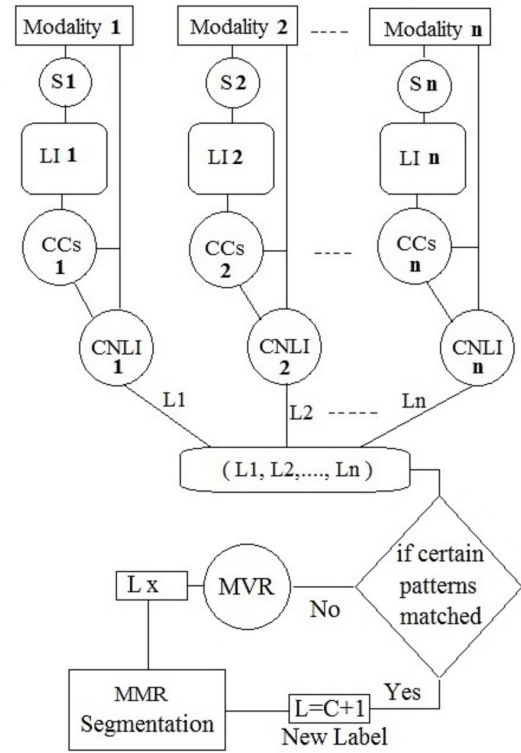 Modality 1
Modality 2
Modality n
S1
S2
S n
LI 1
LI 2
LI n
CCs
1
CCs
2
CCs
n
CNLI
1
CNLI
2
CNLI
n
L1
L2
Ln
( L1, L2,...., Ln )
if certain
patterns
matched
No
MVR
L x
Yes
L=C+1
New Label
MMR
Segmentation